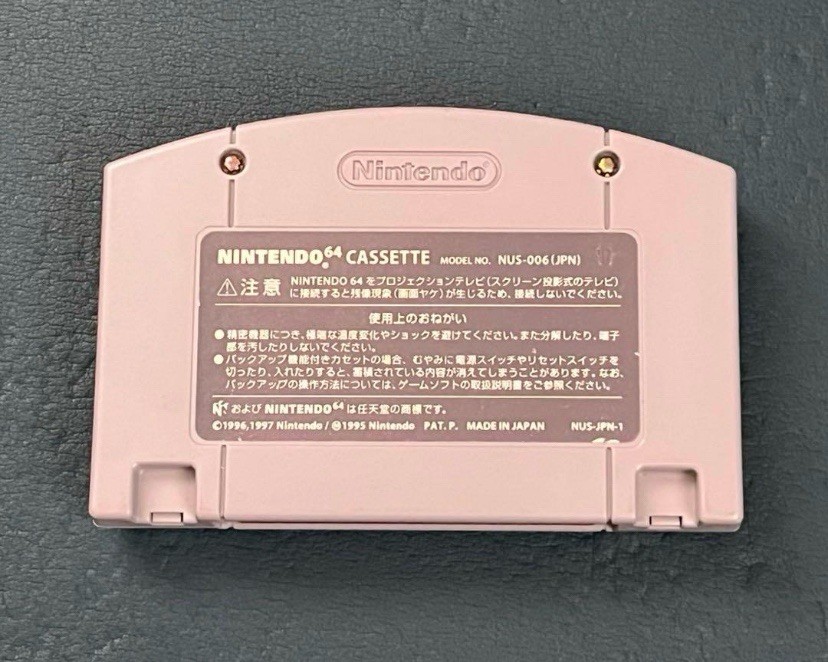 Nintendo®
NINTENDO64 CASSETTE MODEL NO. NUS-006(JPN)
⚠注意 NINTENDO 64 をプロジェクションテレビ(スクリーン投影式のテレビ)
に接続すると残像現象(画面ヤケ)が生じるため、接続しないでください。
使用上のおねがい
●精密機器につき、極端な温度変化やショックを避けてください。また分解したり、端子
部を汚したりしないでください。
●バックアップ機能付きカセットの場合、むやみに電源スイッチやリセットスイッチを
切ったり、入れたりすると、蓄積されている内容が消えてしまうことがあります。なお、
バックアップの操作方法については、ゲームソフトの取扱説明書をご参照ください。
および NINTENDO64 は任天堂の商標です。
©1996,1997 Nintendo/Ⓜ1995 Nintendo PAT. P. MADE IN JAPAN NUS-JPN-1